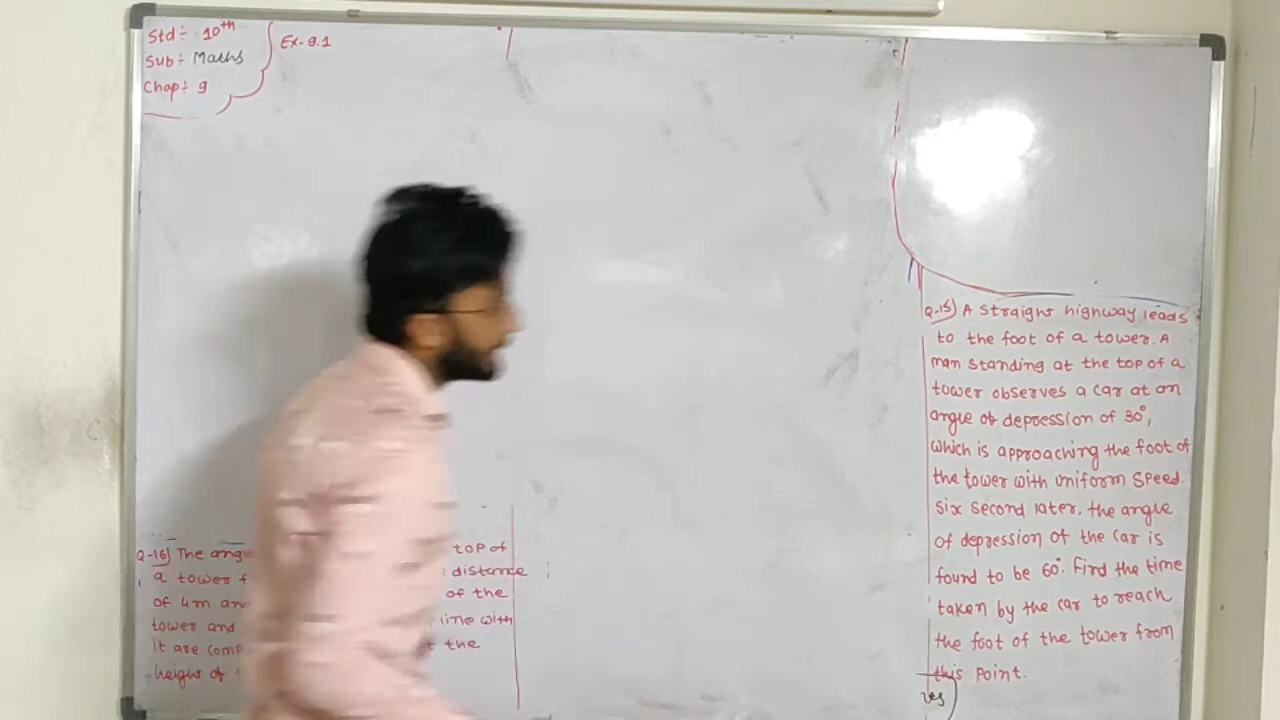 Std ÷ 10th
Sub ÷ Maths
Chap ÷ 9
Ex-9.1
Q-15) A straight highway leads
to the foot of a tower. A
man standing at the top of a
tower observes a car at an
angle of depression of 30°,
which is approaching the foot of
the tower with uniform speed.
six second later, the angle
of depression of the car is
found to be 60°. Find the time
taken by the car to reach
the foot of the tower from
this point.
Q-16) The top of
a tower distance
of 4m of the
tower and line with
it are the
height of